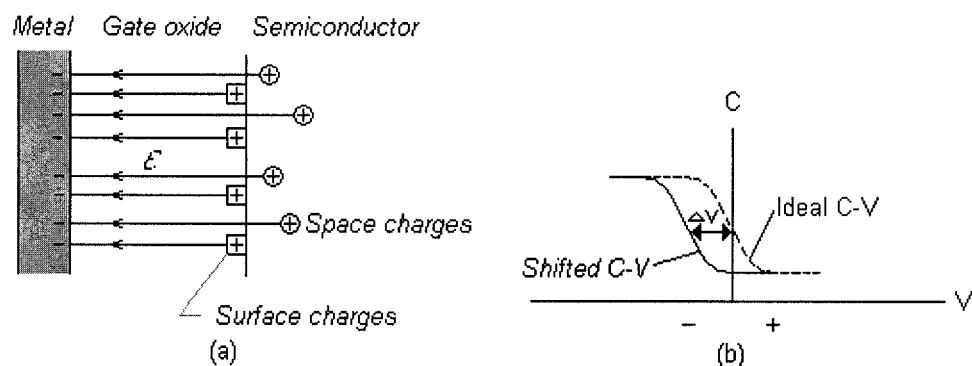 Metal Gate oxide Semiconductor
ℰ
Space charges
Surface charges
(a)
C
ΔV
Ideal C-V
Shifted C-V
V
− +
(b)